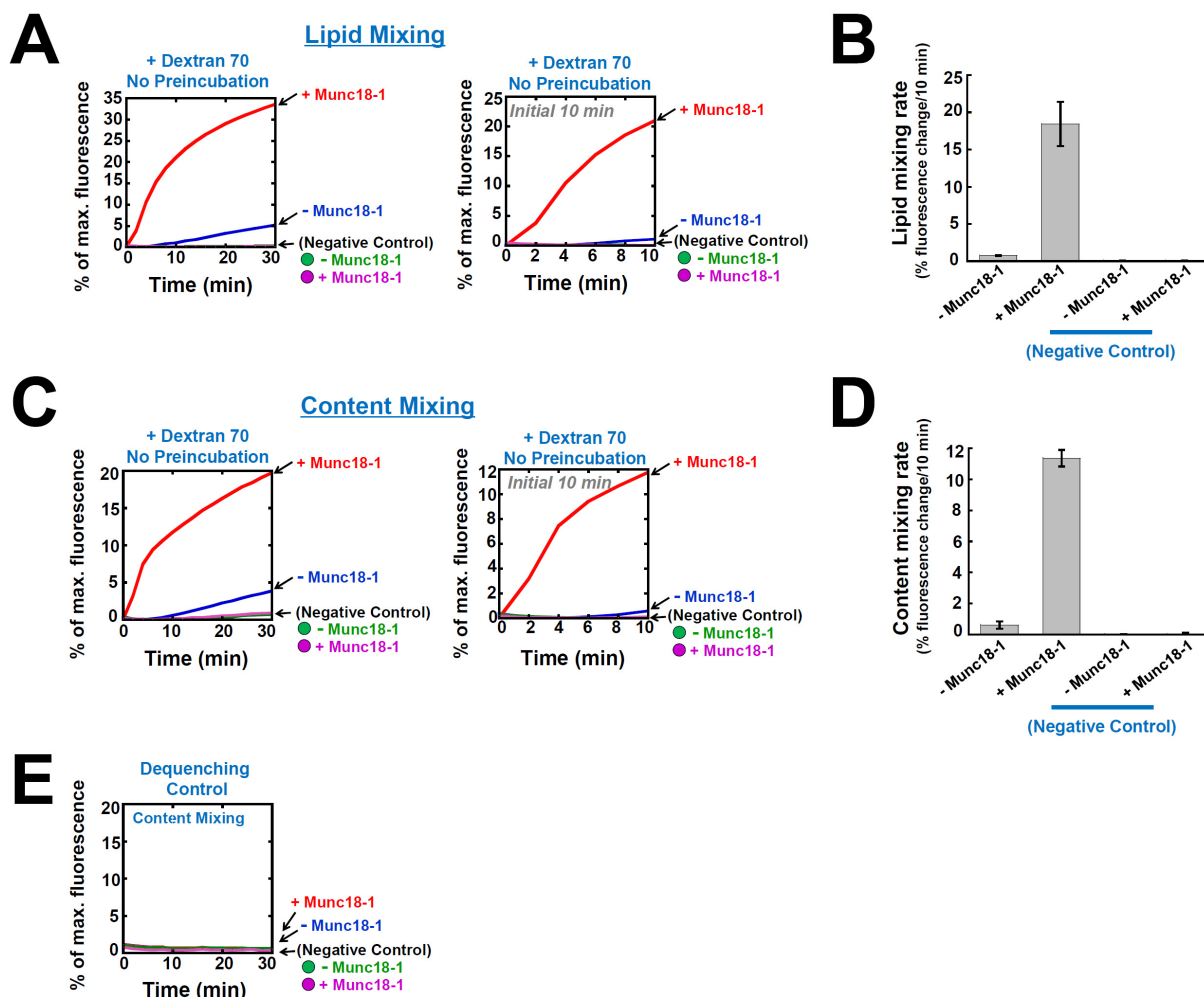 A
Lipid Mixing
+ Dextran 70
No Preincubation
% of max. fluorescence
35
30
25
20
15
10
5
0
0
10
20
30
Time (min)
+ Munc18-1
- Munc18-1
(Negative Control)
- Munc18-1
+ Munc18-1
+ Dextran 70
No Preincubation
Initial 10 min
% of max. fluorescence
25
20
15
10
5
0
0
2
4
6
8
10
Time (min)
+ Munc18-1
- Munc18-1
(Negative Control)
- Munc18-1
+ Munc18-1
B
Lipid mixing rate
(% fluorescence change/10 min)
25
20
15
10
5
0
- Munc18-1
+ Munc18-1
- Munc18-1
+ Munc18-1
(Negative Control)
C
Content Mixing
+ Dextran 70
No Preincubation
% of max. fluorescence
20
15
10
5
0
0
10
20
30
Time (min)
+ Munc18-1
- Munc18-1
(Negative Control)
- Munc18-1
+ Munc18-1
+ Dextran 70
No Preincubation
Initial 10 min
% of max. fluorescence
12
10
8
6
4
2
0
0
2
4
6
8
10
Time (min)
+ Munc18-1
- Munc18-1
(Negative Control)
- Munc18-1
+ Munc18-1
D
Content mixing rate
(% fluorescence change/10 min)
12
10
8
6
4
2
0
- Munc18-1
+ Munc18-1
- Munc18-1
+ Munc18-1
(Negative Control)
E
Dequenching
Control
Content Mixing
% of max. fluorescence
20
15
10
5
0
0
10
20
30
Time (min)
+ Munc18-1
- Munc18-1
(Negative Control)
- Munc18-1
+ Munc18-1